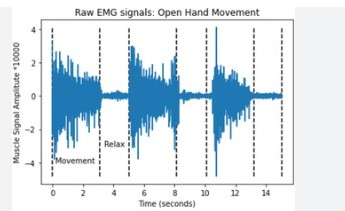 Raw EMG signals: Open Hand Movement
Muscle Signal Amplitute *10000
4
2
0
−2
−4
Movement
Relax
0 2 4 6 8 10 12 14
Time (seconds)